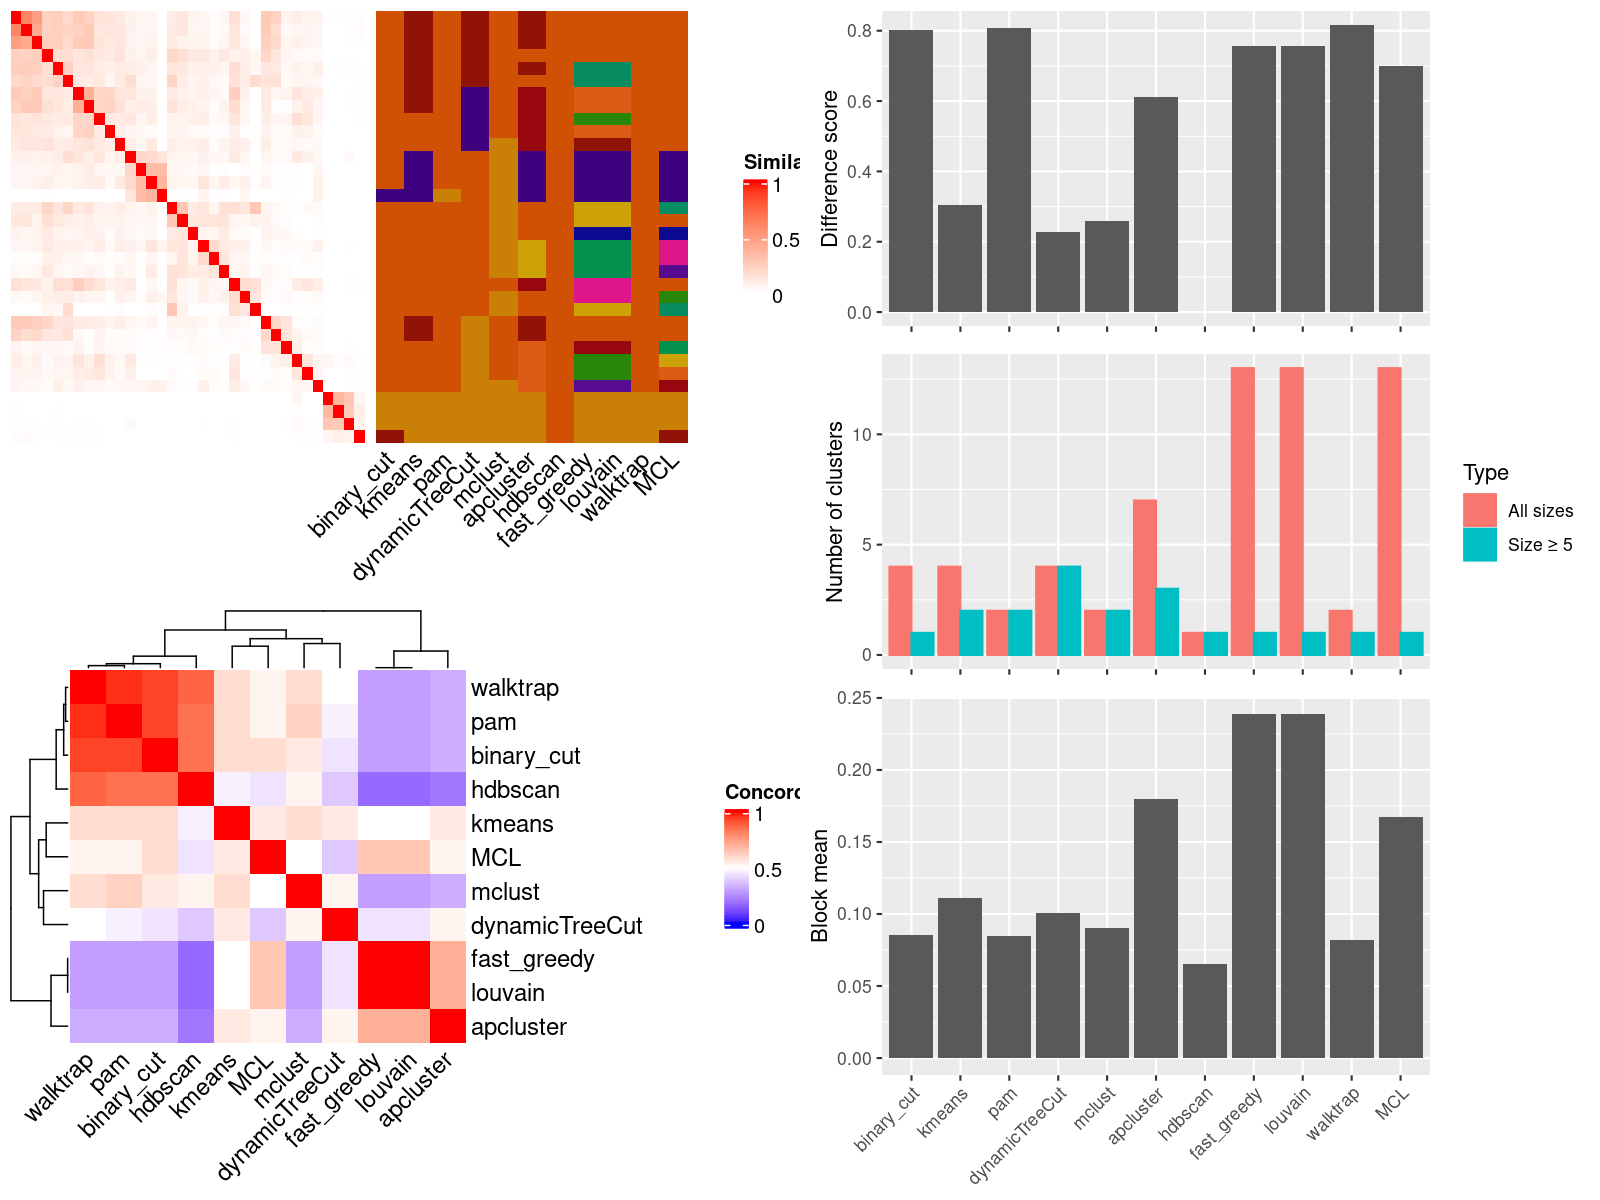 Simila
1
0.5
0
binary_cut
kmeans
pam
dynamicTreeCut
mclust
apcluster
hdbscan
fast_greedy
louvain
walktrap
MCL
walktrap
pam
binary_cut
hdbscan
kmeans
MCL
mclust
dynamicTreeCut
fast_greedy
louvain
apcluster
walktrap
pam
binary_cut
hdbscan
kmeans
MCL
mclust
dynamicTreeCut
fast_greedy
louvain
apcluster
Concord
1
0.5
0
Difference score
0.8
0.6
0.4
0.2
0.0
Number of clusters
10
5
0
Type
All sizes
Size ≥ 5
Block mean
0.25
0.20
0.15
0.10
0.05
0.00
binary_cut
kmeans
pam
dynamicTreeCut
mclust
apcluster
hdbscan
fast_greedy
louvain
walktrap
MCL